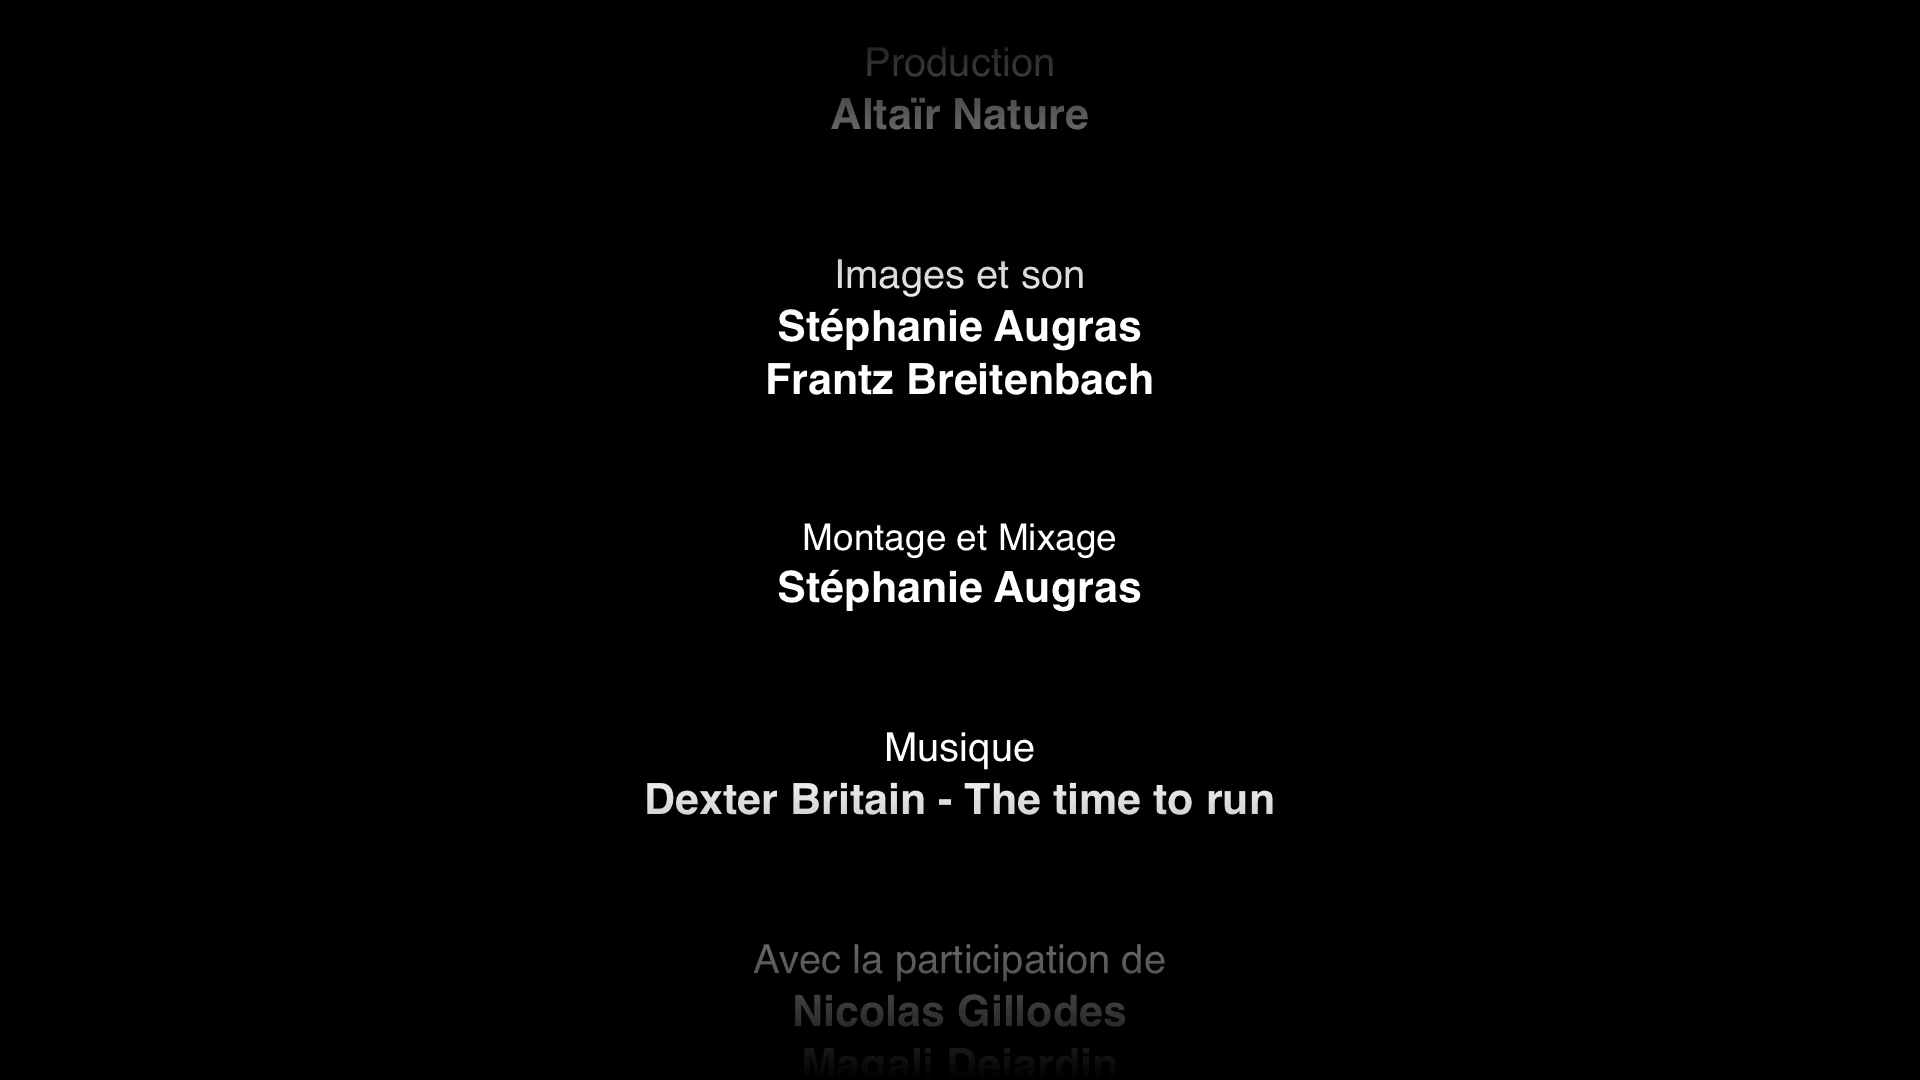 Production
Altaïr Nature
Images et son
Stéphanie Augras
Frantz Breitenbach
Montage et Mixage
Stéphanie Augras
Musique
Dexter Britain - The time to run
Avec la participation de
Nicolas Gillodes
Magali Dejardin